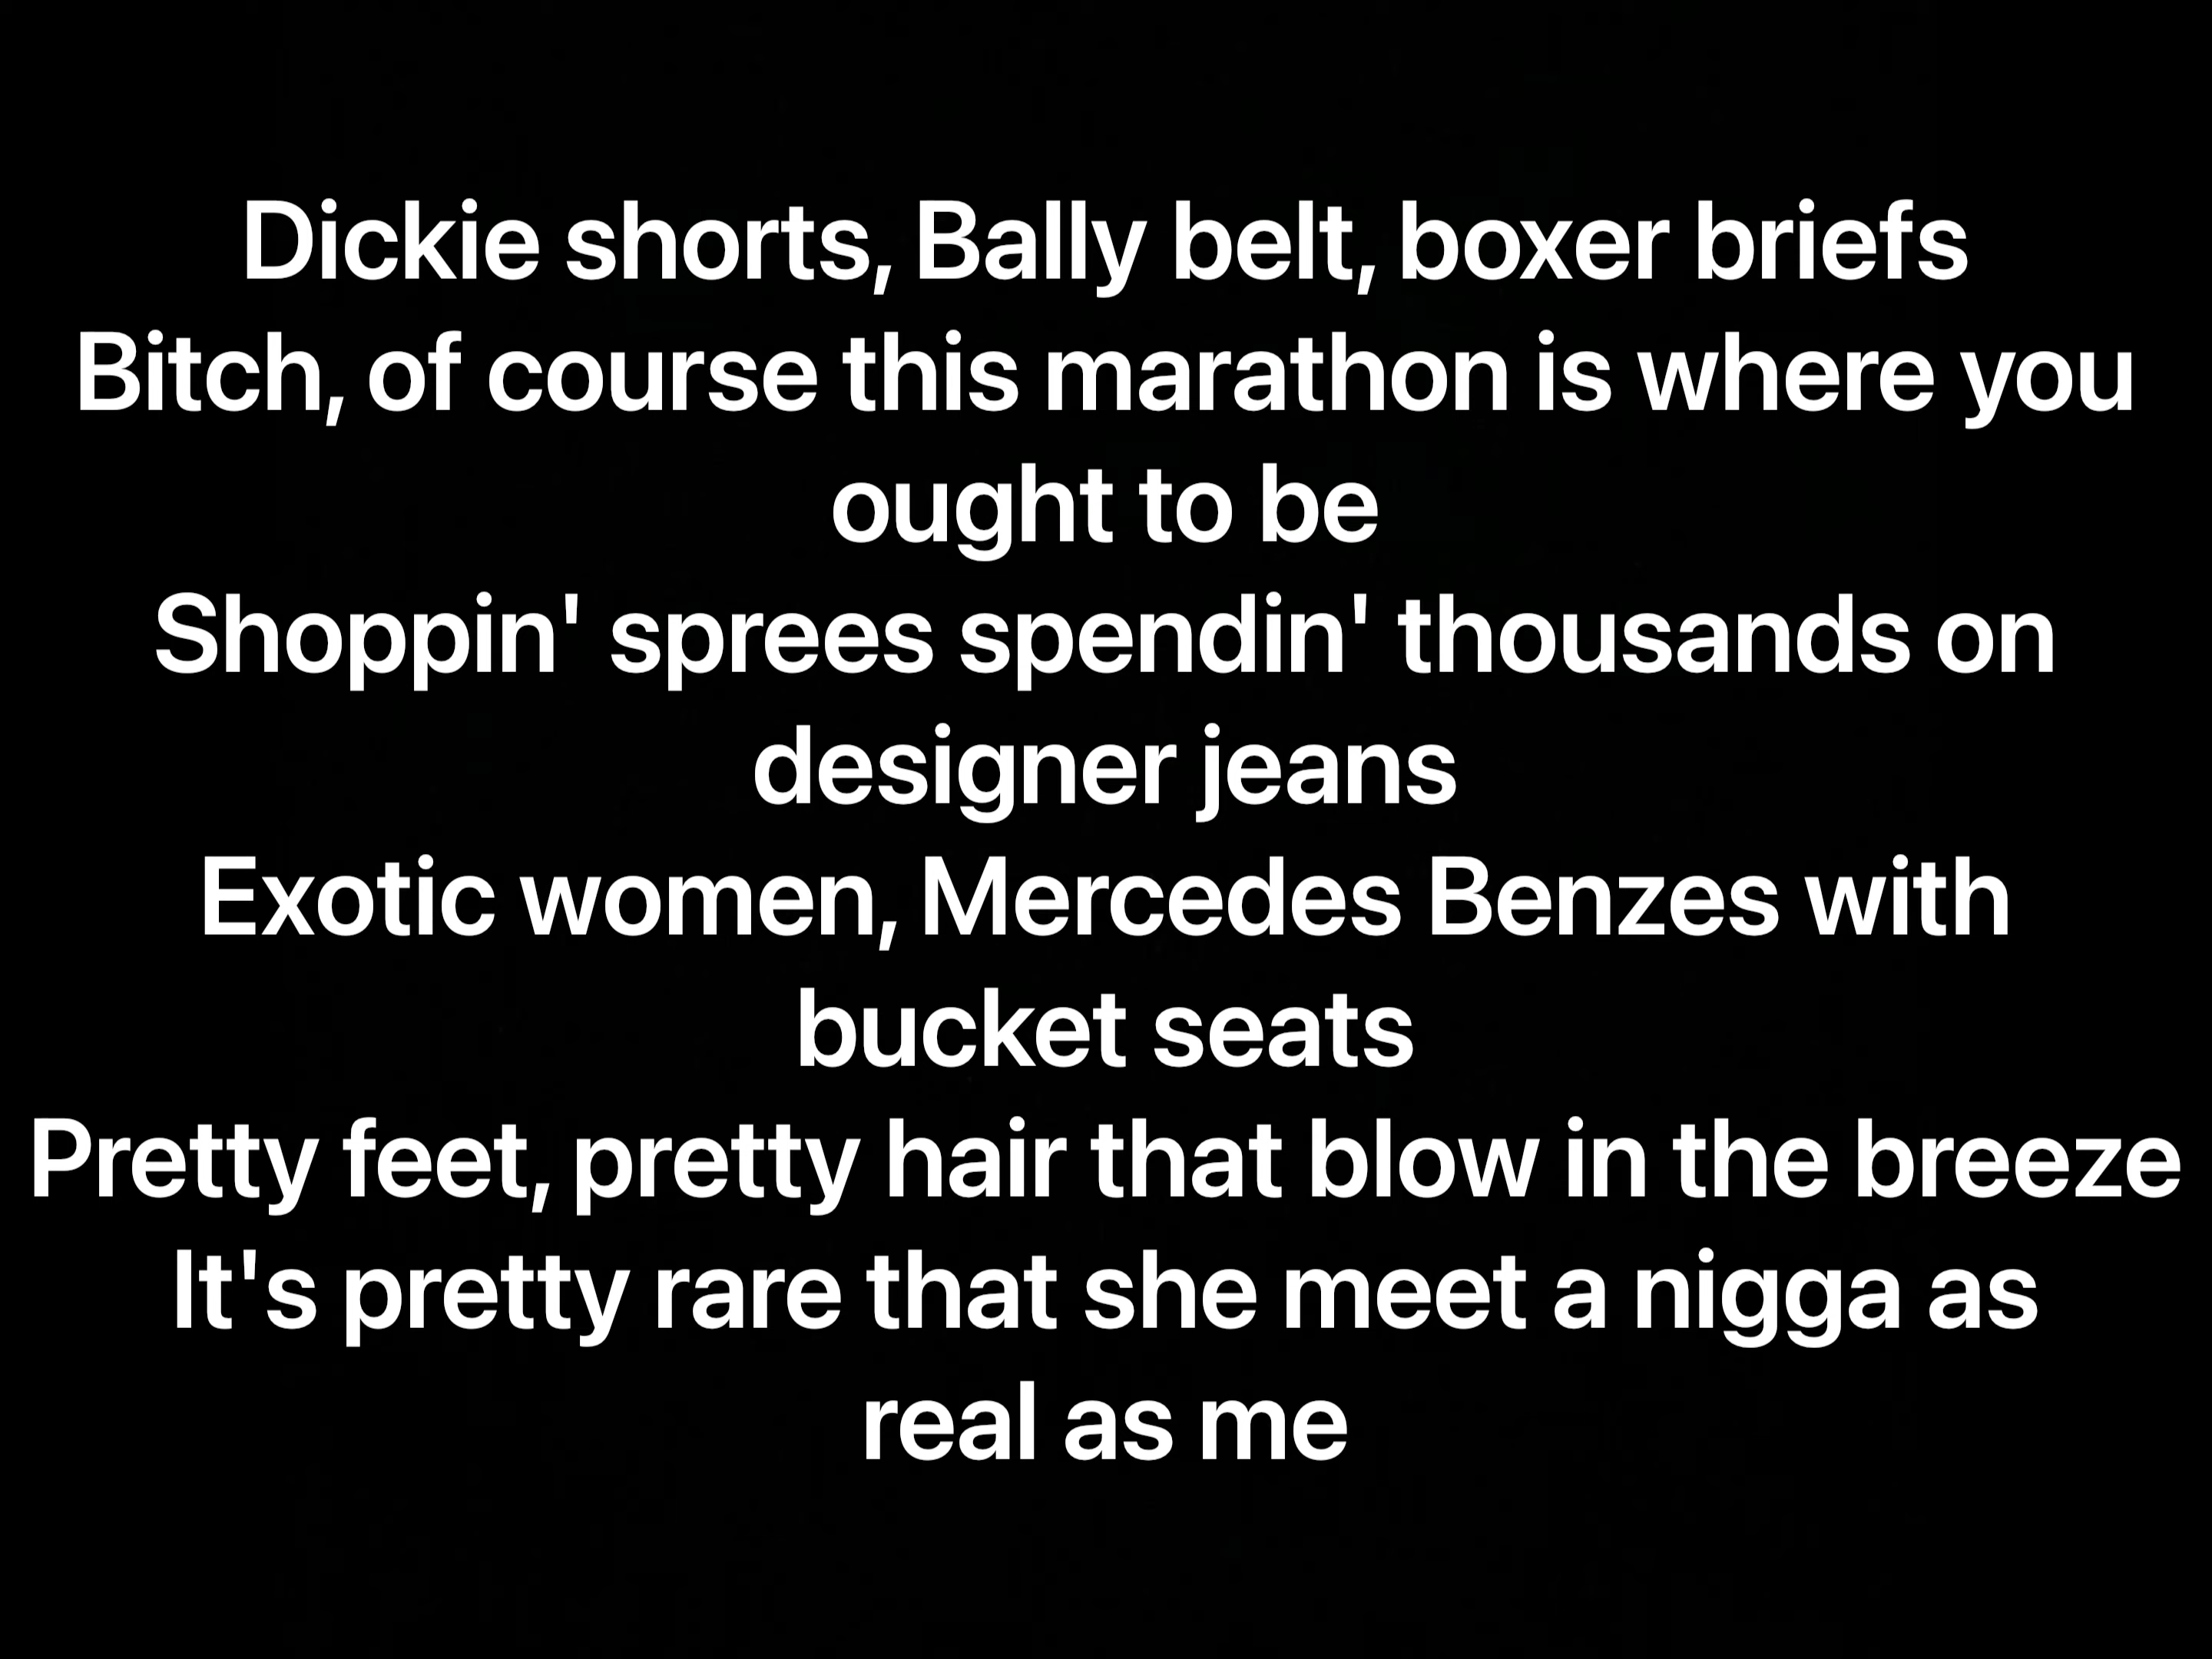 Dickie shorts, Bally belt, boxer briefs
Bitch, of course this marathon is where you
ought to be
Shoppin' sprees spendin' thousands on
designer jeans
Exotic women, Mercedes Benzes with
bucket seats
Pretty feet, pretty hair that blow in the breeze
It's pretty rare that she meet a nigga as
real as me